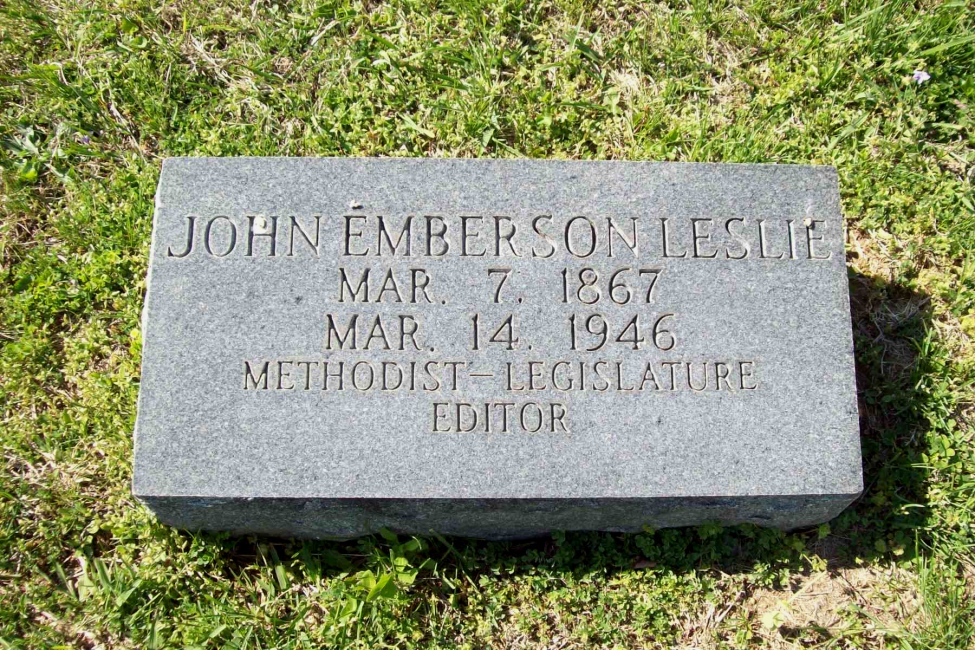 JOHN EMBERSON LESLIE
MAR. 7. 1867
MAR. 14. 1946
METHODIST-LEGISLATURE
EDITOR